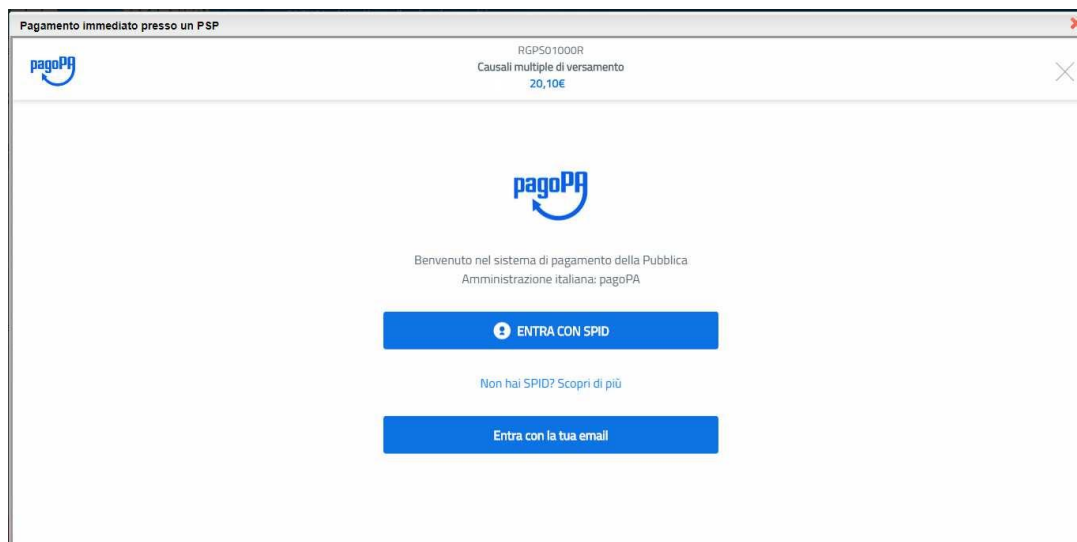 Pagamento immediato presso un PSP
pagoPA
RGPS01000R
Causali multiple di versamento
20,10€
pagoPA
Benvenuto nel sistema di pagamento della Pubblica
Amministrazione italiana: pagoPA
ENTRA CON SPID
Non hai SPID? Scopri di più
Entra con la tua email